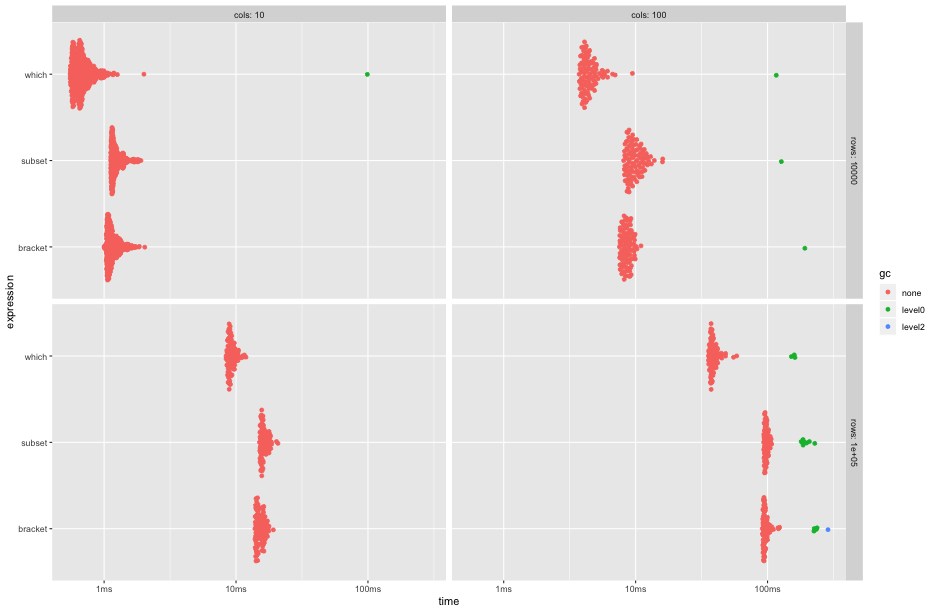 cols: 10
cols: 100
which
subset
bracket
rows: 10000
which
subset
bracket
rows: 1e+05
1ms
10ms
100ms
1ms
10ms
100ms
time
expression
gc
none
level0
level2